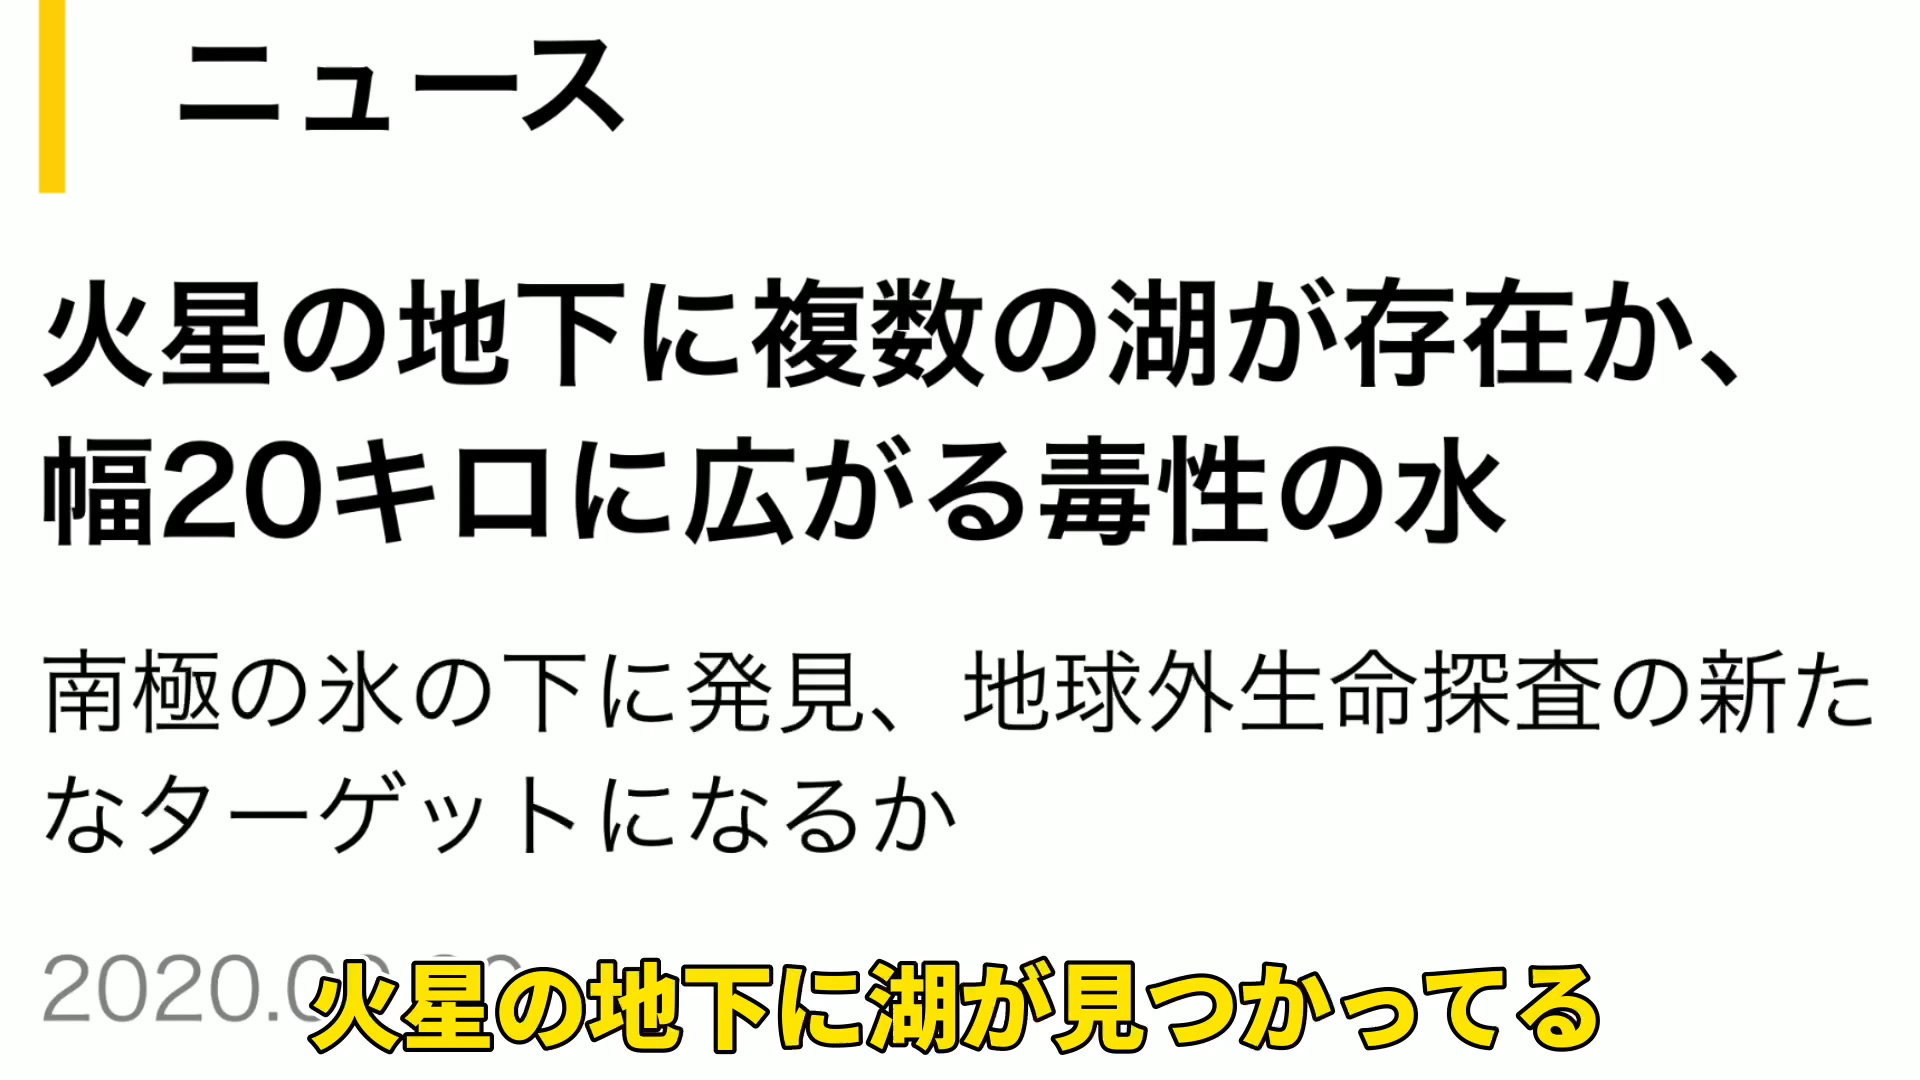 ニュース
火星の地下に複数の湖が存在か、
幅20キロに広がる毒性の水
南極の氷の下に発見、地球外生命探査の新た
なターゲットになるか
2020.0
火星の地下に湖が見つかってる